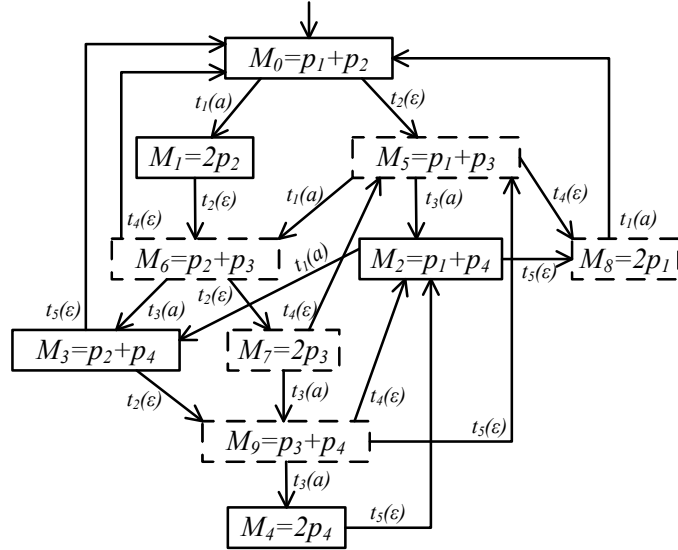 M0=p1+p2
t1(a)
t2(ε)
M1=2p2
M5=p1+p3
t2(ε)
t1(a)
t3(a)
t4(ε)
t4(ε)
t1(a)
M6=p2+p3
t1(a)
M2=p1+p4
t5(ε)
M8=2p1
t5(ε)
t3(a)
t2(ε)
t4(ε)
M3=p2+p4
M7=2p3
t2(ε)
t3(a)
t4(ε)
t5(ε)
M9=p3+p4
t3(a)
M4=2p4
t5(ε)